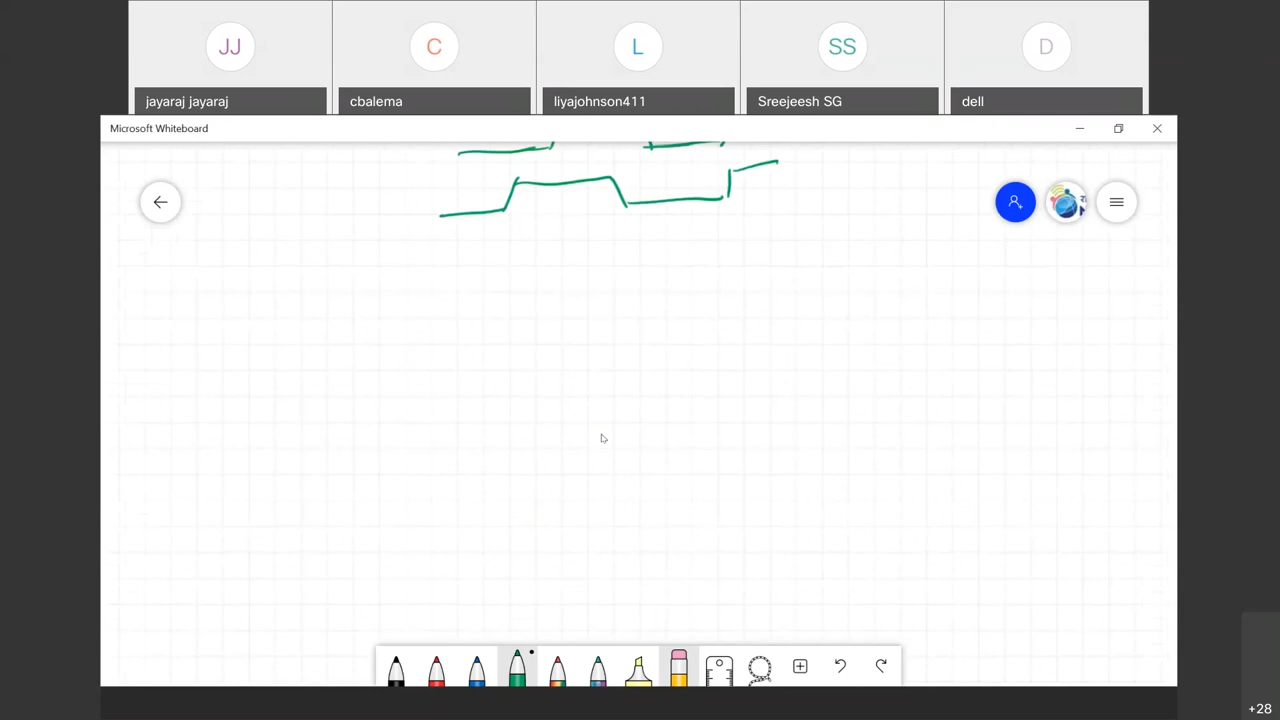 JJ C L SS D
jayaraj jayaraj cbalema liyajohnson411 Sreejeesh SG dell
Microsoft Whiteboard
+28